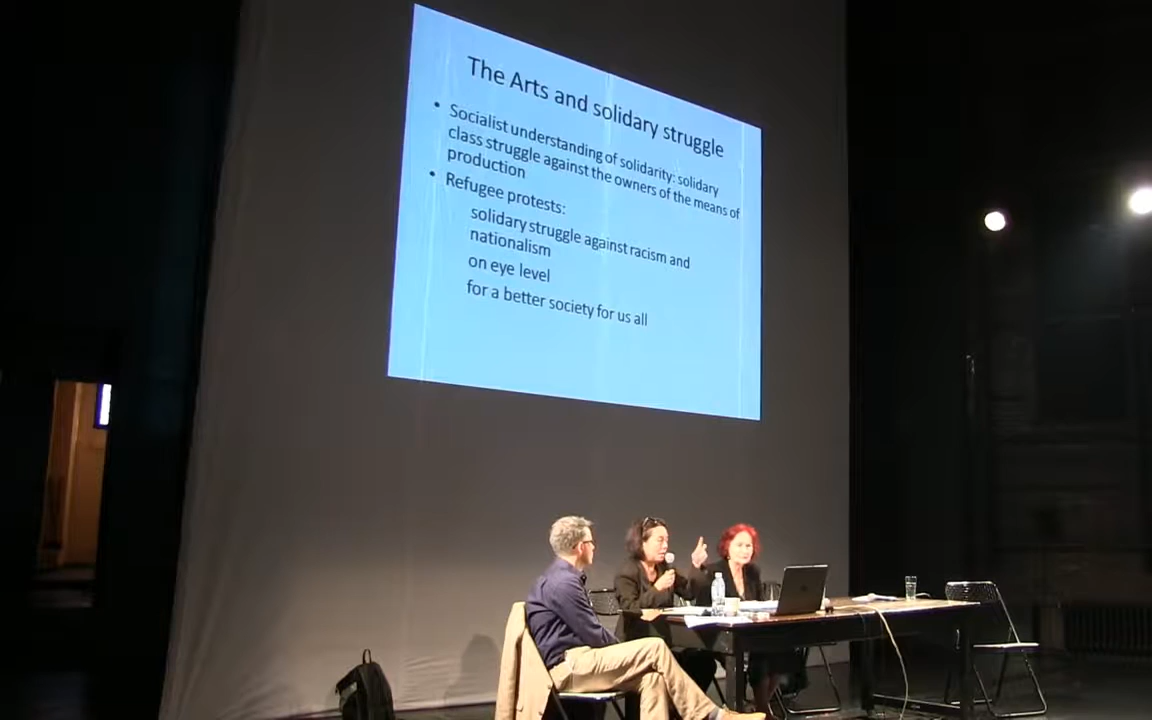 The Arts and solidary struggle
• Socialist understanding of solidarity: solidary
class struggle against the owners of the means of
production
• Refugee protests:
solidary struggle against racism and
nationalism
on eye level
for a better society for us all